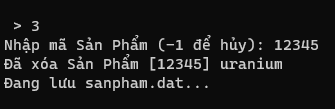 > 3
Nhập mã Sản Phẩm (-1 để hủy): 12345
Đã xóa Sản Phẩm [12345] uranium
Đang lưu sanpham.dat...